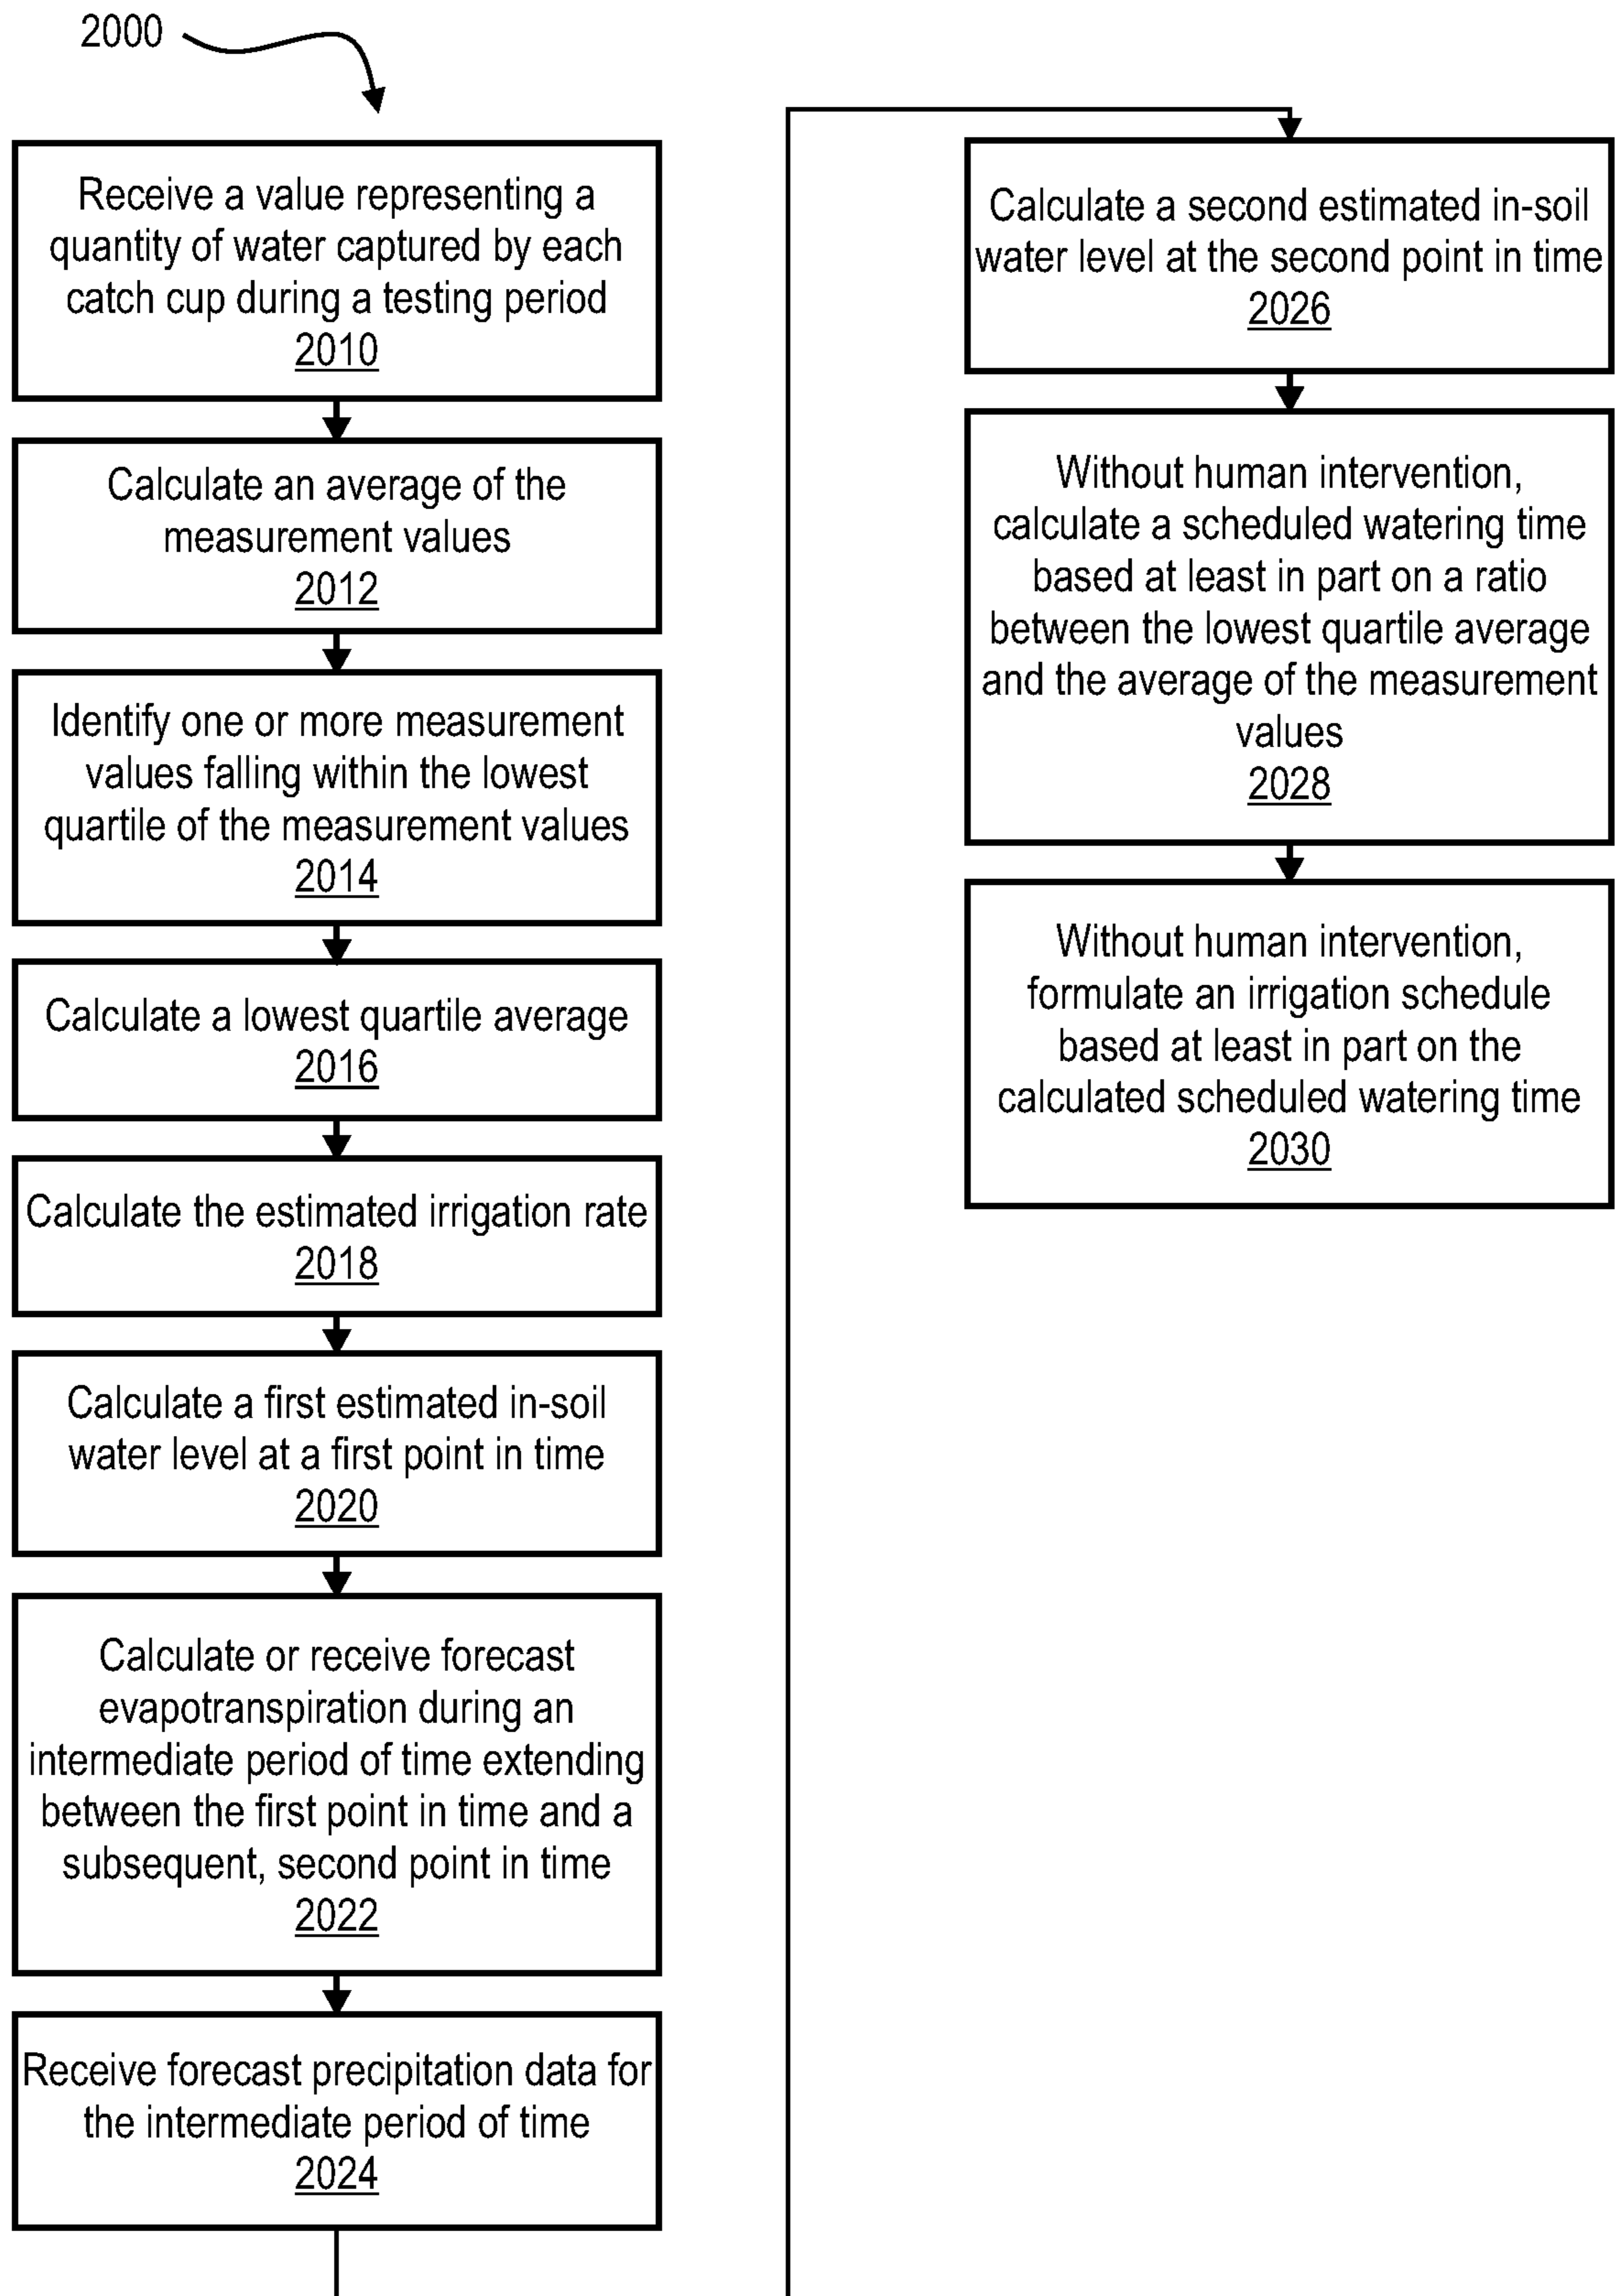 2000
Receive a value representing a
quantity of water captured by each
catch cup during a testing period
2010
Calculate an average of the
measurement values
2012
Identify one or more measurement
values falling within the lowest
quartile of the measurement values
2014
Calculate a lowest quartile average
2016
Calculate the estimated irrigation rate
2018
Calculate a first estimated in-soil
water level at a first point in time
2020
Calculate or receive forecast
evapotranspiration during an
intermediate period of time extending
between the first point in time and a
subsequent, second point in time
2022
Receive forecast precipitation data for
the intermediate period of time
2024
Calculate a second estimated in-soil
water level at the second point in time
2026
Without human intervention,
calculate a scheduled watering time
based at least in part on a ratio
between the lowest quartile average
and the average of the measurement
values
2028
Without human intervention,
formulate an irrigation schedule
based at least in part on the
calculated scheduled watering time
2030